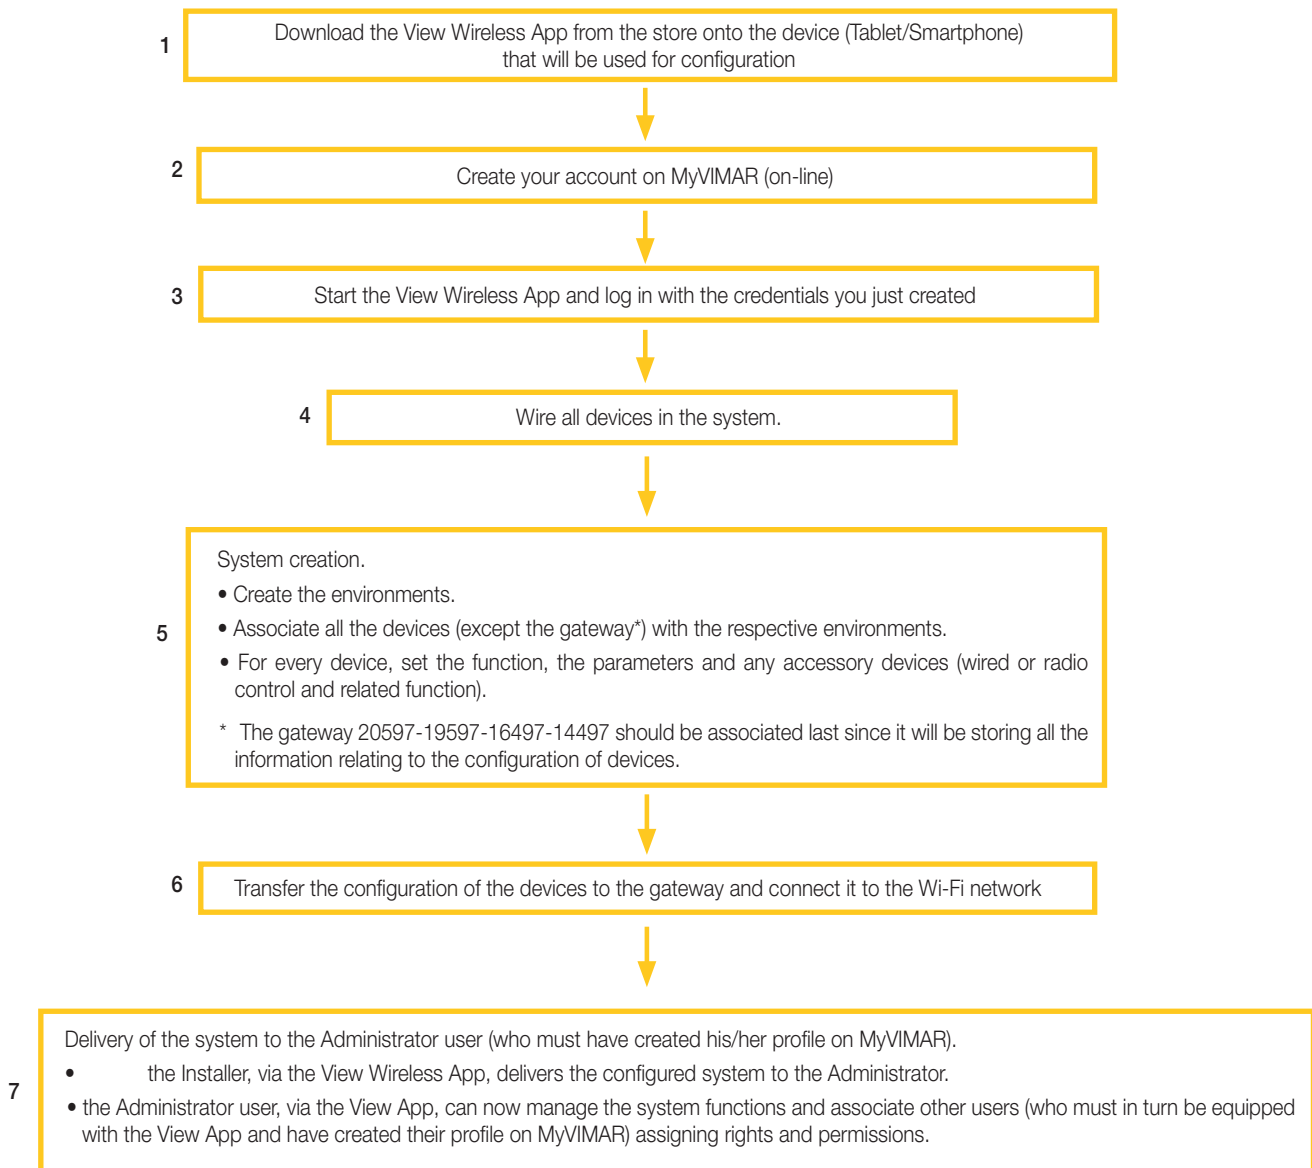 1
Download the View Wireless App from the store onto the device (Tablet/Smartphone)
that will be used for configuration
2
Create your account on MyVIMAR (on-line)
3
Start the View Wireless App and log in with the credentials you just created
4
Wire all devices in the system.
5
System creation.
• Create the environments.
• Associate all the devices (except the gateway*) with the respective environments.
• For every device, set the function, the parameters and any accessory devices (wired or radio
control and related function).
* The gateway 20597-19597-16497-14497 should be associated last since it will be storing all the
information relating to the configuration of devices.
6
Transfer the configuration of the devices to the gateway and connect it to the Wi-Fi network
7
Delivery of the system to the Administrator user (who must have created his/her profile on MyVIMAR).
• the Installer, via the View Wireless App, delivers the configured system to the Administrator.
• the Administrator user, via the View App, can now manage the system functions and associate other users (who must in turn be equipped
with the View App and have created their profile on MyVIMAR) assigning rights and permissions.